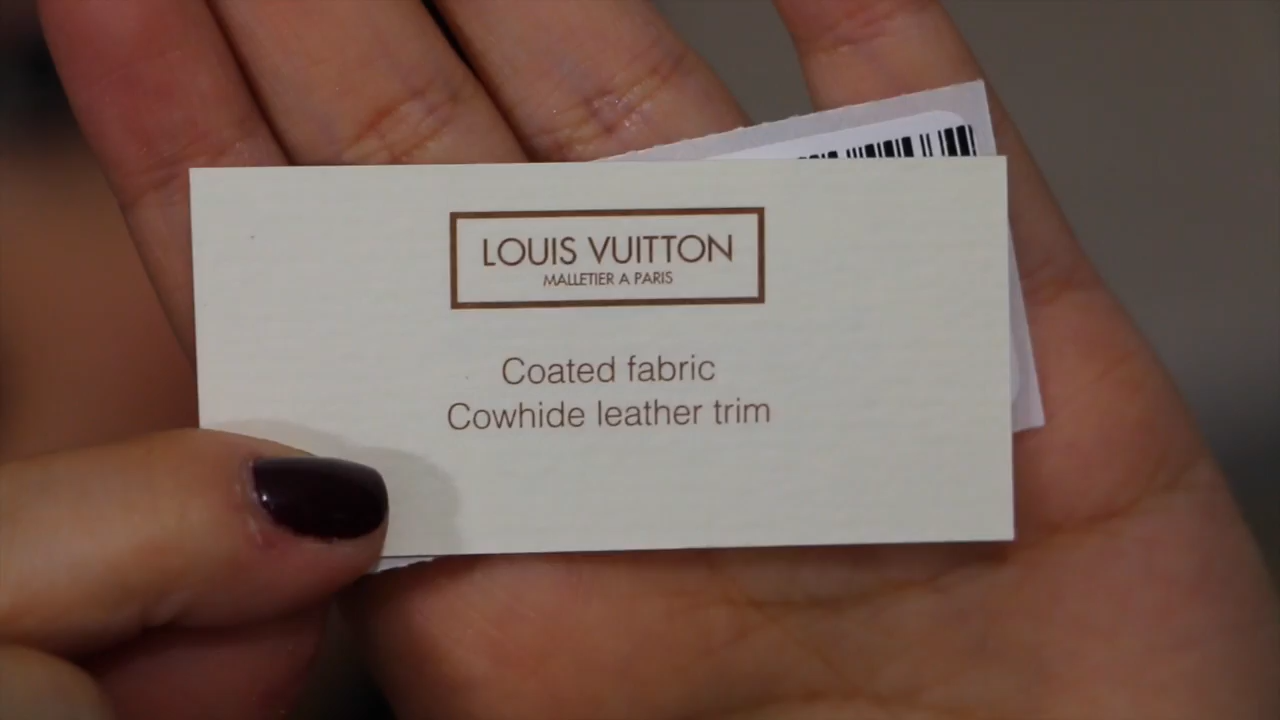 LOUIS VUITTON
MALLETIER A PARIS
Coated fabric
Cowhide leather trim